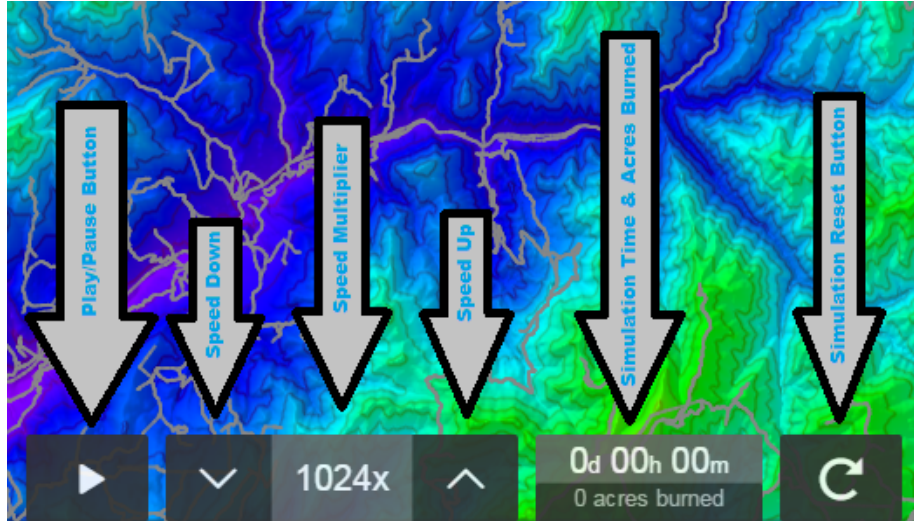 Play/Pause Button
Speed Down
Speed Multiplier
Speed Up
Simulation Time & Acres Burned
Simulation Reset Button
1024x
0d 00h 00m
0 acres burned